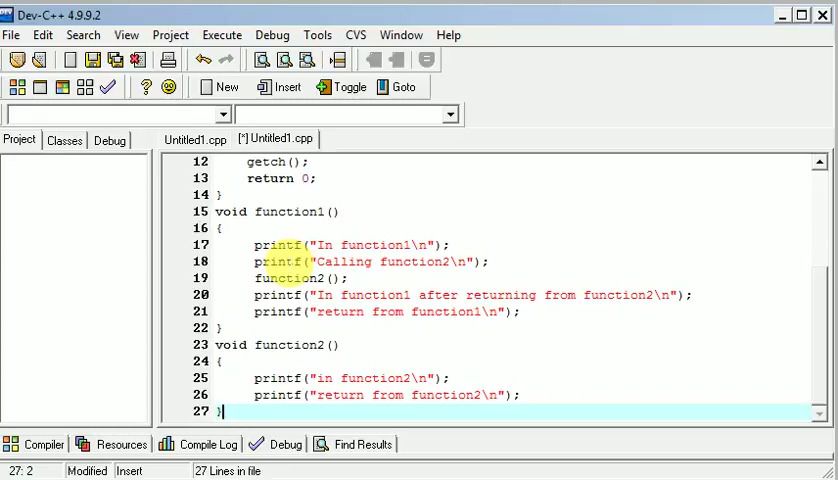 Dev-C++ 4.9.9.2
File Edit Search View Project Execute Debug Tools CVS Window Help
New Insert Toggle Goto
Project Classes Debug Untitled1.cpp [*] Untitled1.cpp
12 getch();
13 return 0;
14 }
15 void function1()
16 {
17 printf("In function1\n");
18 printf("Calling function2\n");
19 function2();
20 printf("In function1 after returning from function2\n");
21 printf("return from function1\n");
22 }
23 void function2()
24 {
25 printf("in function2\n");
26 printf("return from function2\n");
27 }
Compiler Resources Compile Log Debug Find Results
27: 2 Modified Insert 27 Lines in file